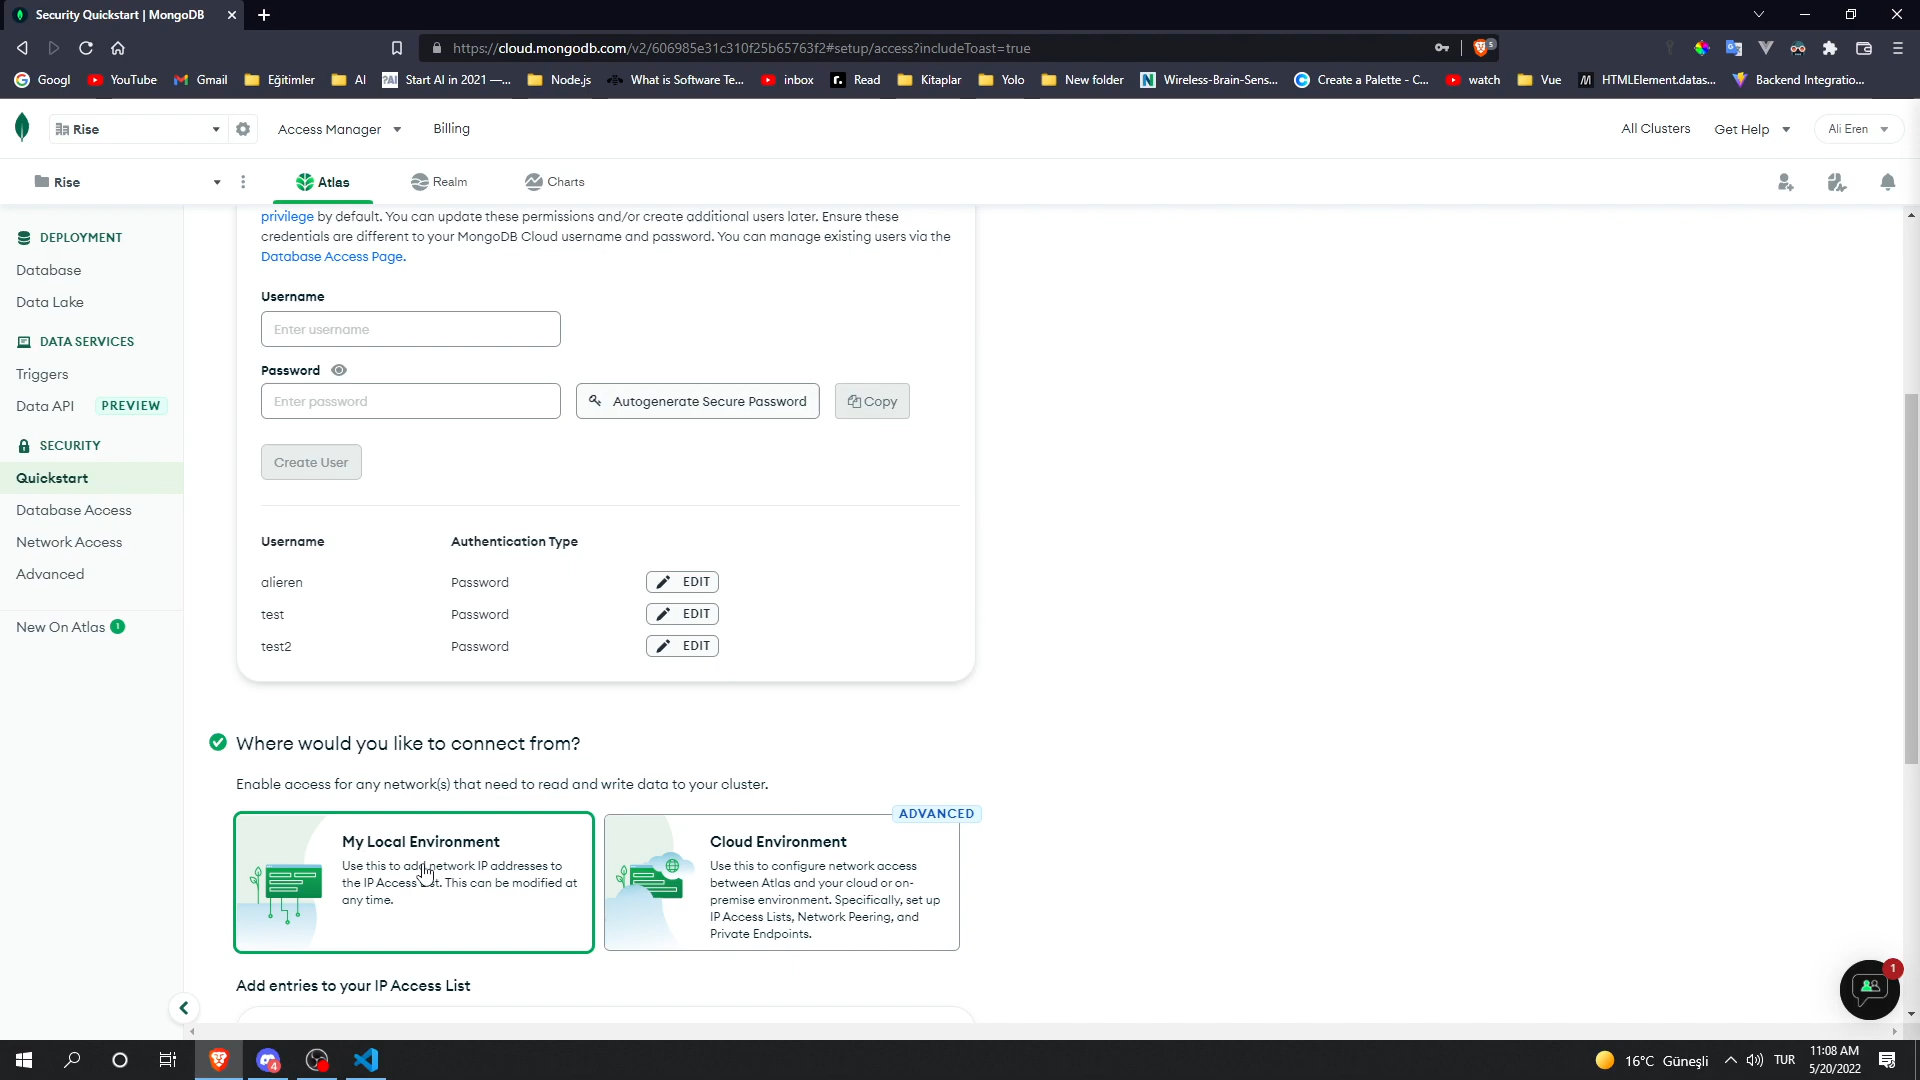 Security Quickstart | MongoDB
https://cloud.mongodb.com/v2/606985e31c310f25b65763f2#setup/access?includeToast=true
5
Googl
YouTube
Gmail
Eğitimler
AI
Start AI in 2021 —...
Node.js
What is Software Te...
inbox
Read
Kitaplar
Yolo
New folder
Wireless-Brain-Sens...
Create a Palette - C...
watch
Vue
HTMLElement.datas...
Backend Integratio...
Rise
Access Manager
Billing
All Clusters
Get Help
Ali Eren
Rise
Atlas
Realm
Charts
DEPLOYMENT
Database
Data Lake
DATA SERVICES
Triggers
Data API PREVIEW
SECURITY
Quickstart
Database Access
Network Access
Advanced
New On Atlas 1
privilege by default. You can update these permissions and/or create additional users later. Ensure these
credentials are different to your MongoDB Cloud username and password. You can manage existing users via the
Database Access Page.
Username
Enter username
Password
Enter password
Autogenerate Secure Password
Copy
Create User
Username Authentication Type
alieren Password EDIT
test Password EDIT
test2 Password EDIT
Where would you like to connect from?
Enable access for any network(s) that need to read and write data to your cluster.
My Local Environment
Use this to add network IP addresses to
the IP Access List. This can be modified at
any time.
ADVANCED
Cloud Environment
Use this to configure network access
between Atlas and your cloud or on-
premise environment. Specifically, set up
IP Access Lists, Network Peering, and
Private Endpoints.
Add entries to your IP Access List
1
4
16°C Güneşli
TUR
11:08 AM
5/20/2022